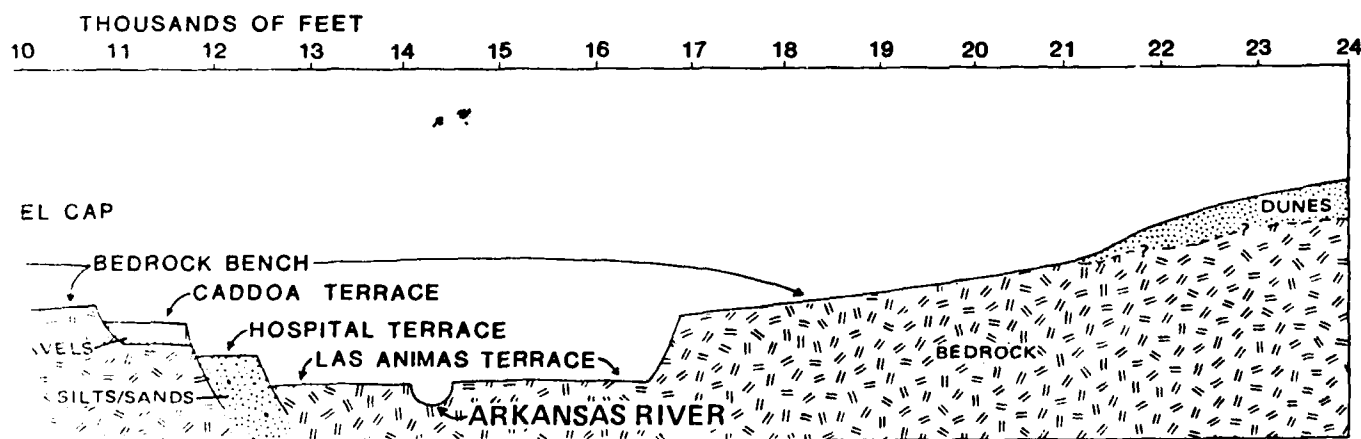 THOUSANDS OF FEET
10 11 12 13 14 15 16 17 18 19 20 21 22 23 24
EL CAP
DUNES
? ?
BEDROCK BENCH
CADDOA TERRACE
HOSPITAL TERRACE
VELS
LAS ANIMAS TERRACE
BEDROCK
SILTS/SANDS
ARKANSAS RIVER